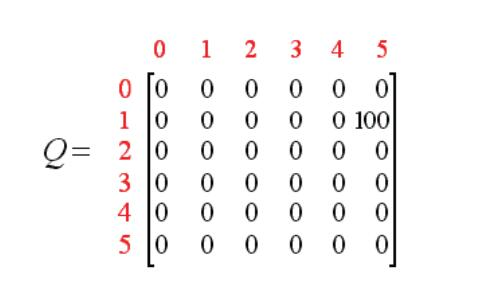 0 1 2 3 4 5
0 0 0 0 0 0 0
1 0 0 0 0 0 100
Q= 2 0 0 0 0 0 0
3 0 0 0 0 0 0
4 0 0 0 0 0 0
5 0 0 0 0 0 0